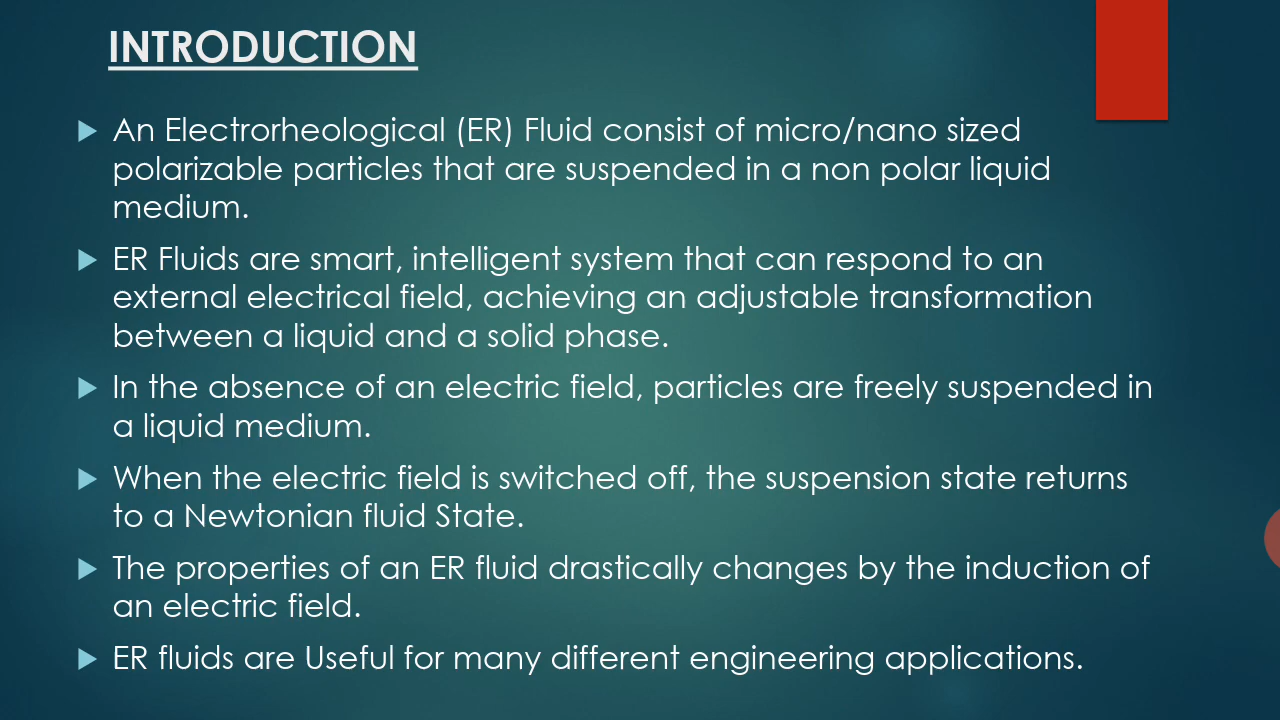 INTRODUCTION
An Electrorheological (ER) Fluid consist of micro/nano sized
polarizable particles that are suspended in a non polar liquid
medium.
ER Fluids are smart, intelligent system that can respond to an
external electrical field, achieving an adjustable transformation
between a liquid and a solid phase.
In the absence of an electric field, particles are freely suspended in
a liquid medium.
When the electric field is switched off, the suspension state returns
to a Newtonian fluid State.
The properties of an ER fluid drastically changes by the induction of
an electric field.
ER fluids are Useful for many different engineering applications.